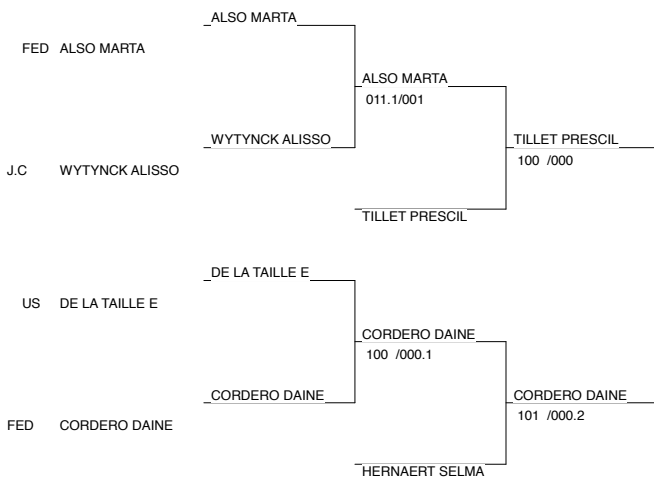 ALSO MARTA
FED ALSO MARTA
ALSO MARTA
011.1/001
WYTYNCK ALISSO
TILLET PRESCIL
100 /000
J.C WYTYNCK ALISSO
TILLET PRESCIL
DE LA TAILLE E
US DE LA TAILLE E
CORDERO DAINE
100 /000.1
CORDERO DAINE
CORDERO DAINE
101 /000.2
FED CORDERO DAINE
HERNAERT SELMA